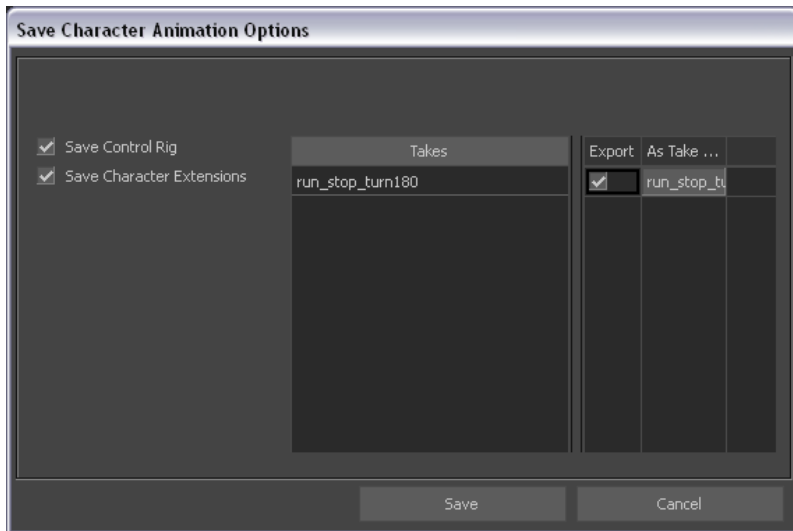 Save Character Animation Options
Save Control Rig
Save Character Extensions
Takes
run_stop_turn180
Export As Take ...
run_stop_tu
Save Cancel